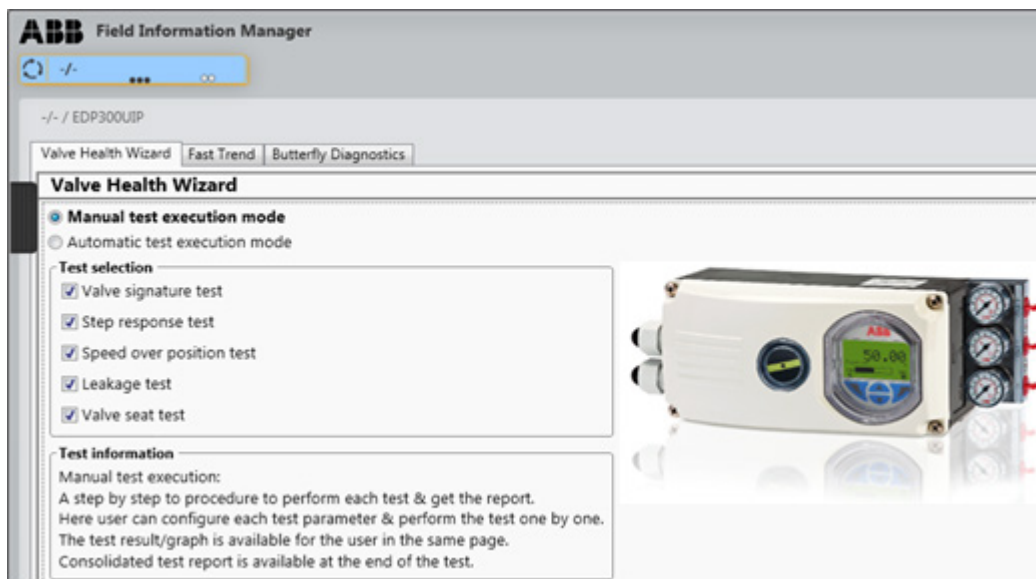 ABB Field Information Manager
-/-
-/- / EDP300UIP
Valve Health Wizard Fast Trend Butterfly Diagnostics
Valve Health Wizard
Manual test execution mode
Automatic test execution mode
Test selection
Valve signature test
Step response test
Speed over position test
Leakage test
Valve seat test
ABB
50.00
Test information
Manual test execution:
A step by step to procedure to perform each test & get the report.
Here user can configure each test parameter & perform the test one by one.
The test result/graph is available for the user in the same page.
Consolidated test report is available at the end of the test.